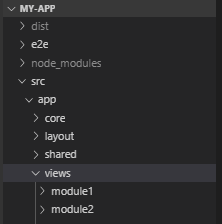 MY-APP
dist
e2e
node_modules
src
app
core
layout
shared
views
module1
module2